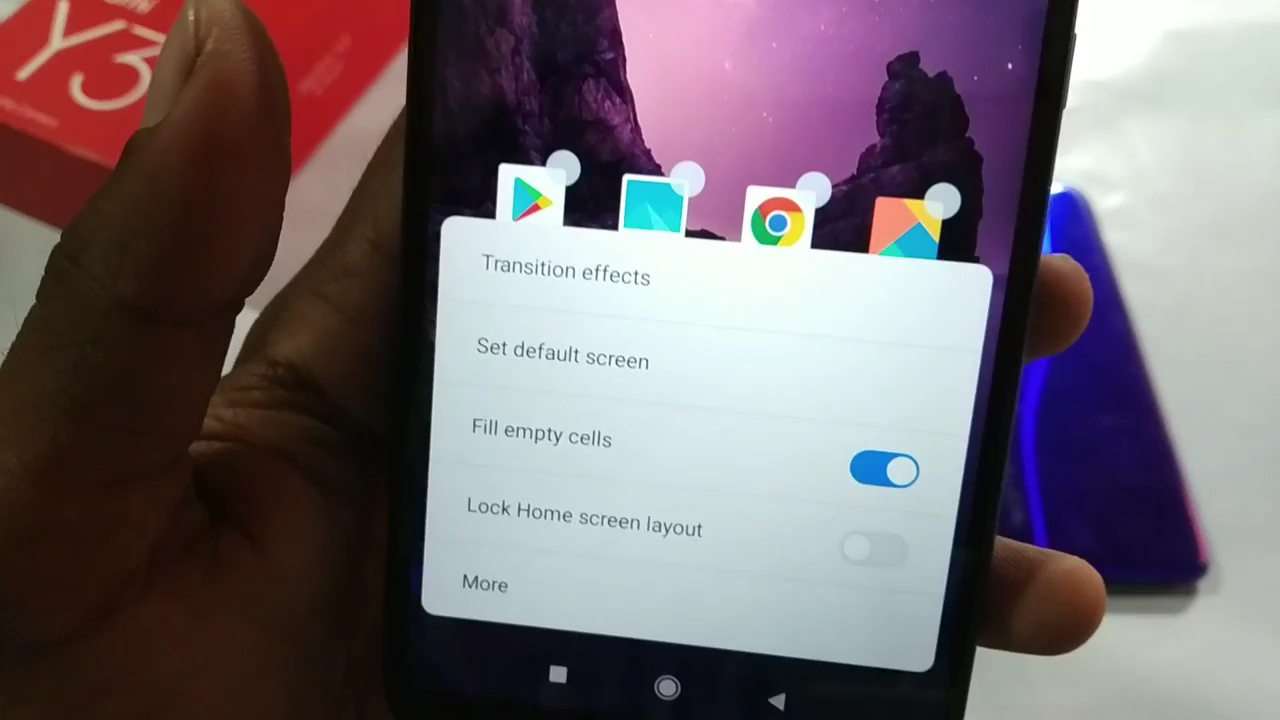 Y3
Transition effects
Set default screen
Fill empty cells
Lock Home screen layout
More